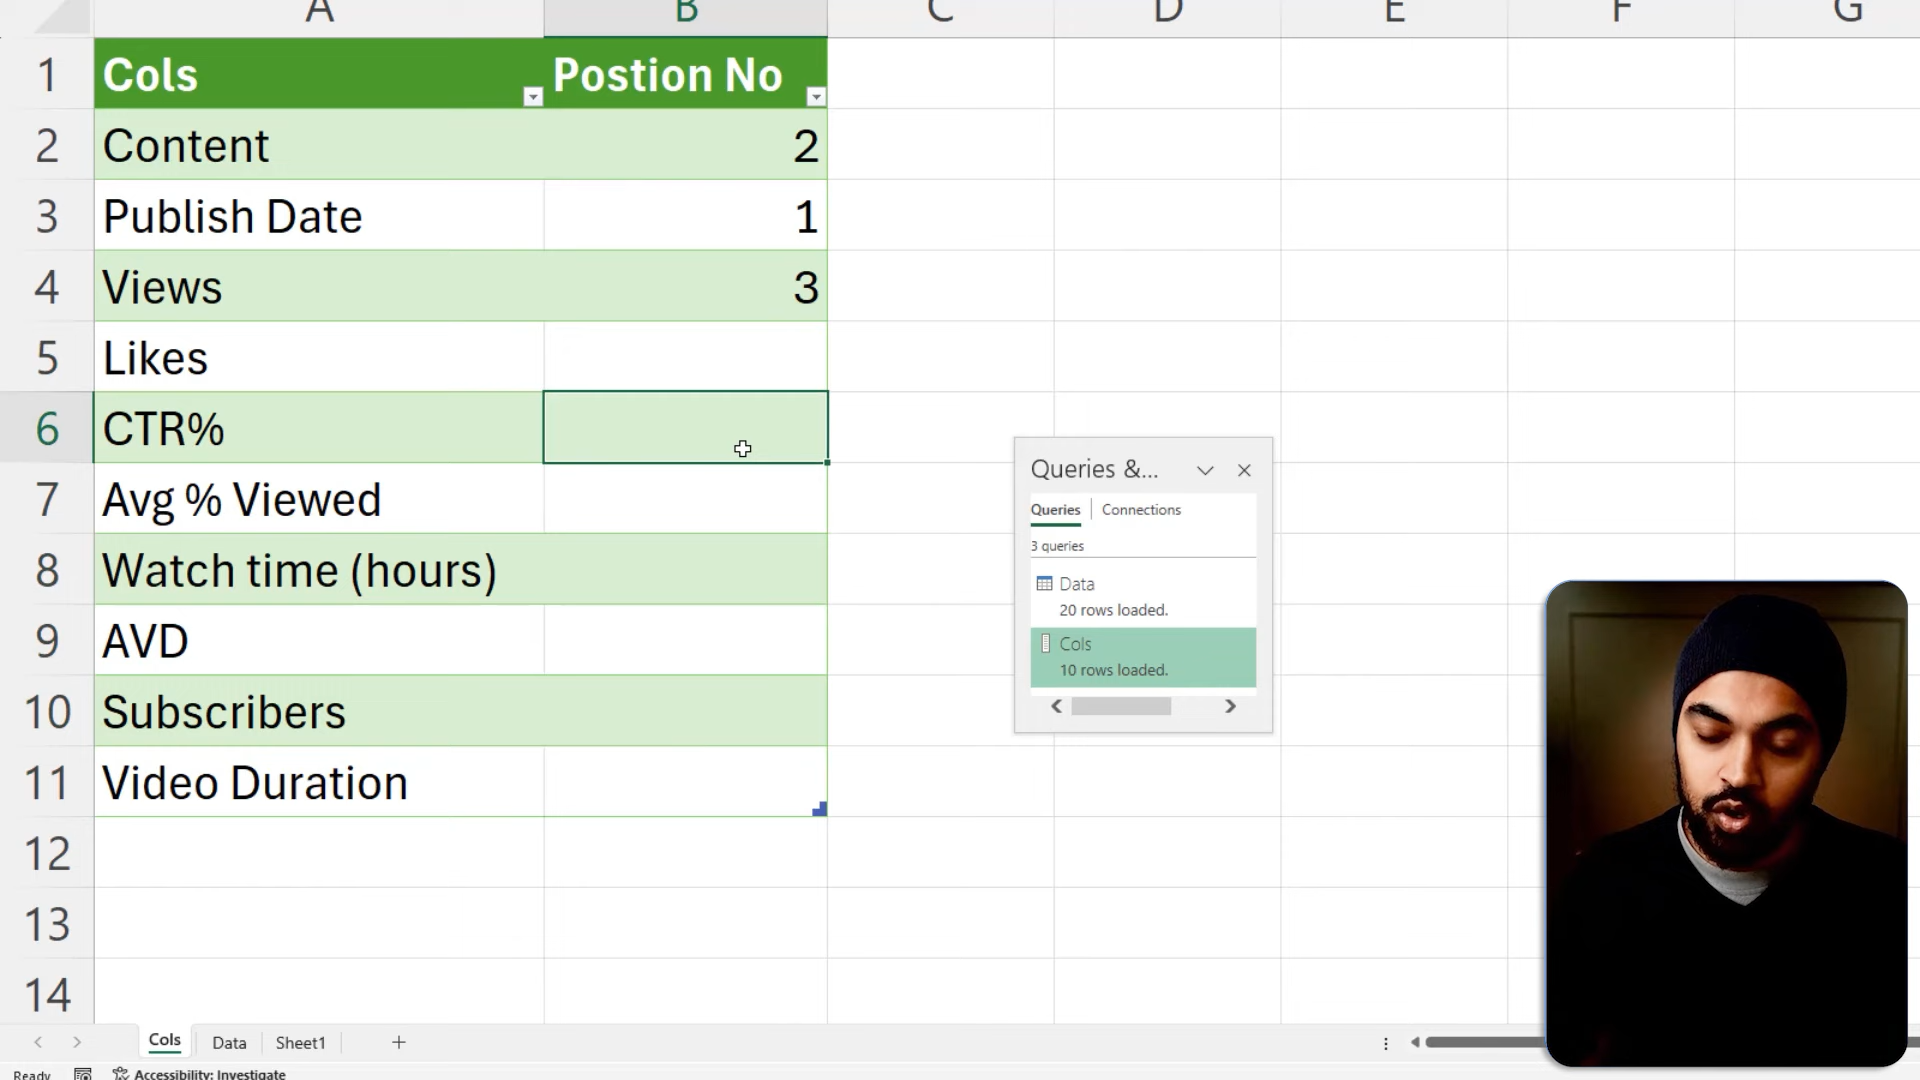 A B C D E F G
1 Cols Postion No
2 Content 2
3 Publish Date 1
4 Views 3
5 Likes
6 CTR%
7 Avg % Viewed
8 Watch time (hours)
9 AVD
10 Subscribers
11 Video Duration
12
13
14
Queries &...
Queries Connections
3 queries
Data
20 rows loaded.
Cols
10 rows loaded.
Cols Data Sheet1
Ready Accessibility: Investigate